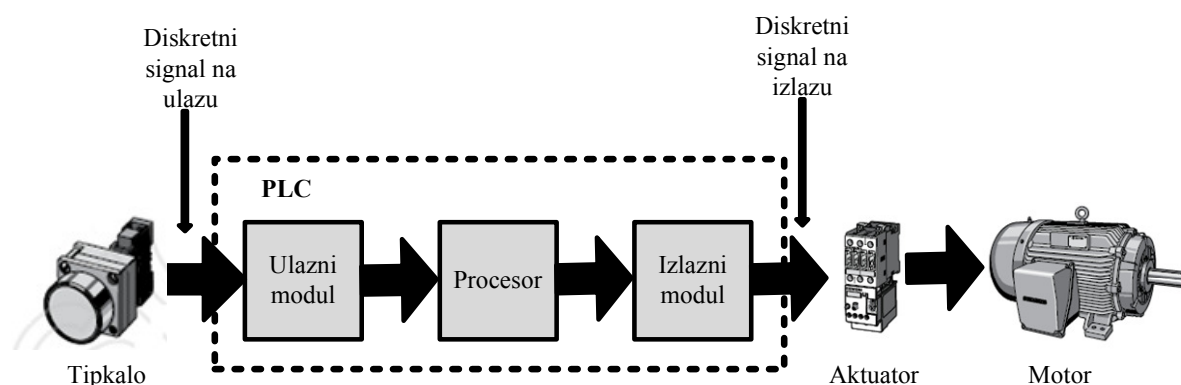 Diskretni
signal na
ulazu
Diskretni
signal na
izlazu
PLC
Ulazni
modul
Procesor
Izlazni
modul
Tipkalo
Aktuator
Motor